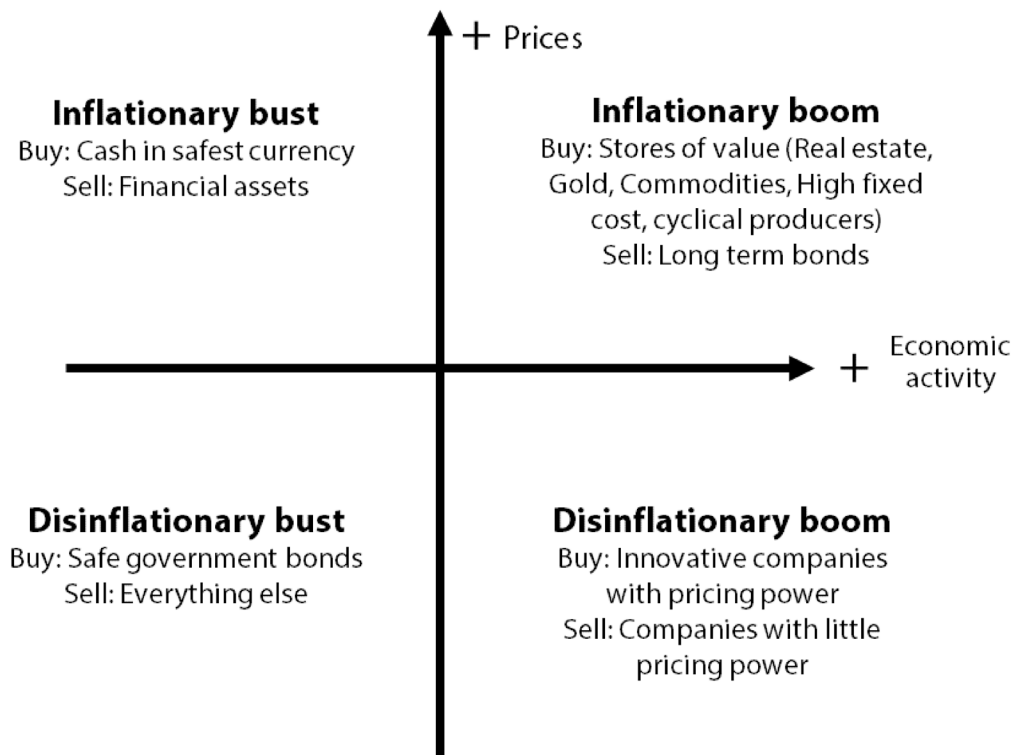 + Prices
Inflationary bust
Buy: Cash in safest currency
Sell: Financial assets
Inflationary boom
Buy: Stores of value (Real estate,
Gold, Commodities, High fixed
cost, cyclical producers)
Sell: Long term bonds
+ Economic
activity
Disinflationary bust
Buy: Safe government bonds
Sell: Everything else
Disinflationary boom
Buy: Innovative companies
with pricing power
Sell: Companies with little
pricing power